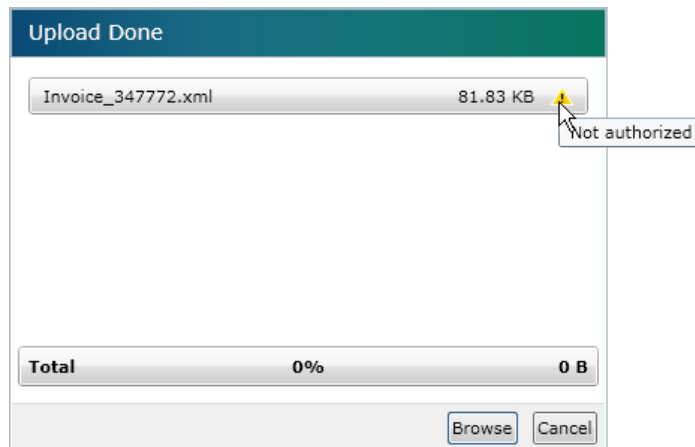 Upload Done
Invoice_347772.xml 81.83 KB
Not authorized
Total 0% 0 B
Browse Cancel